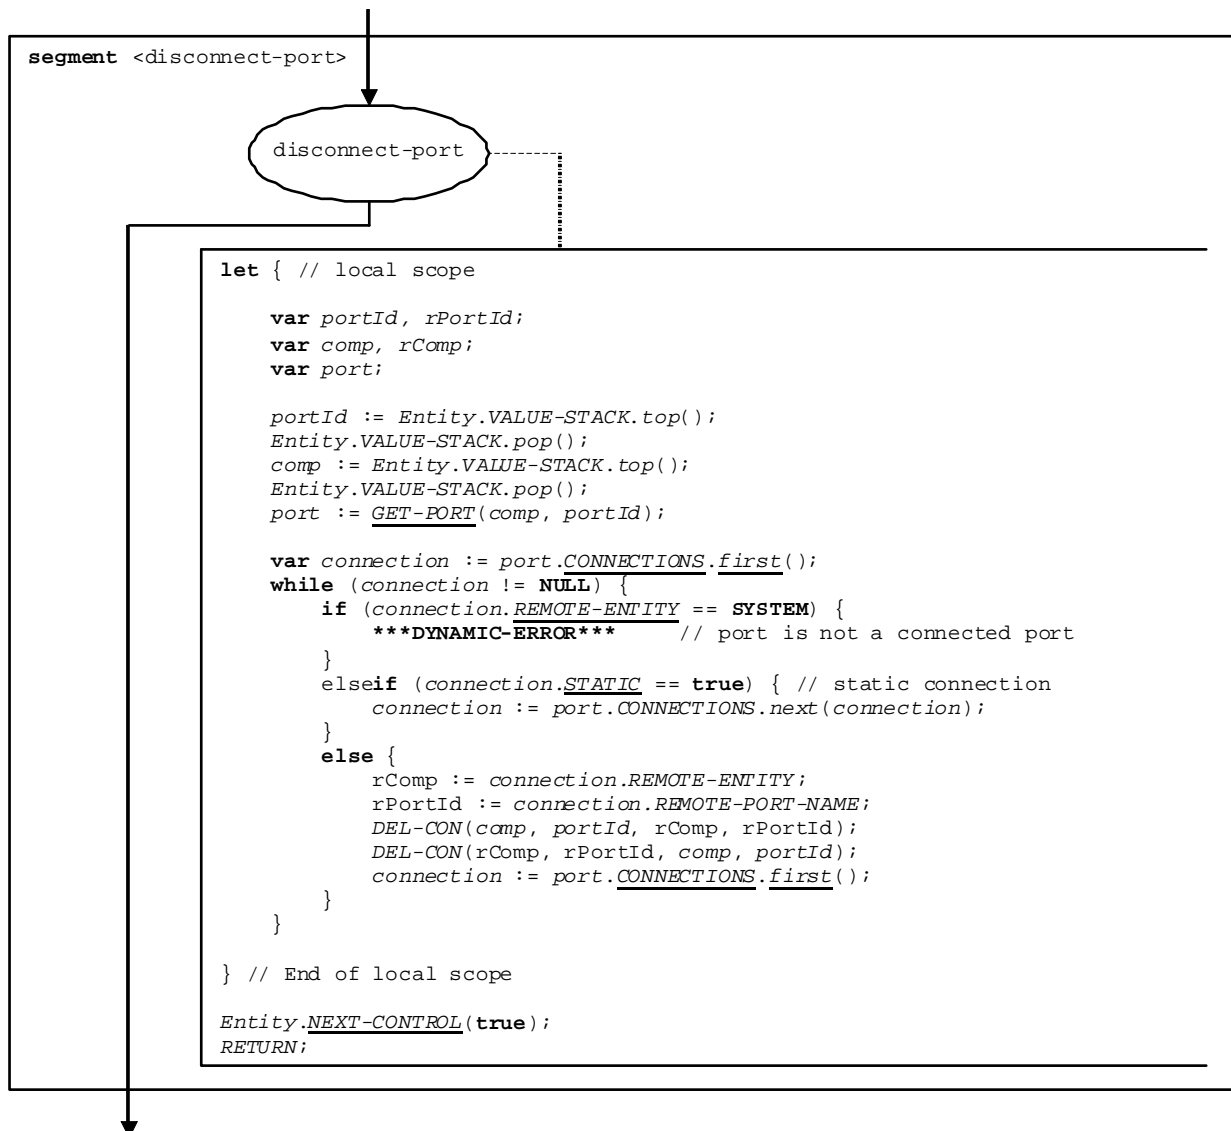 segment <disconnect-port>
disconnect-port
let { // local scope
var portId, rPortId;
var comp, rComp;
var port;
portId := Entity.VALUE-STACK.top();
Entity.VALUE-STACK.pop();
comp := Entity.VALUE-STACK.top();
Entity.VALUE-STACK.pop();
port := GET-PORT(comp, portId);
var connection := port.CONNECTIONS.first();
while (connection != NULL) {
if (connection.REMOTE-ENTITY == SYSTEM) {
***DYNAMIC-ERROR*** // port is not a connected port
}
elseif (connection.STATIC == true) { // static connection
connection := port.CONNECTIONS.next(connection);
}
else {
rComp := connection.REMOTE-ENTITY;
rPortId := connection.REMOTE-PORT-NAME;
DEL-CON(comp, portId, rComp, rPortId);
DEL-CON(rComp, rPortId, comp, portId);
connection := port.CONNECTIONS.first();
}
}
} // End of local scope
Entity.NEXT-CONTROL(true);
RETURN;